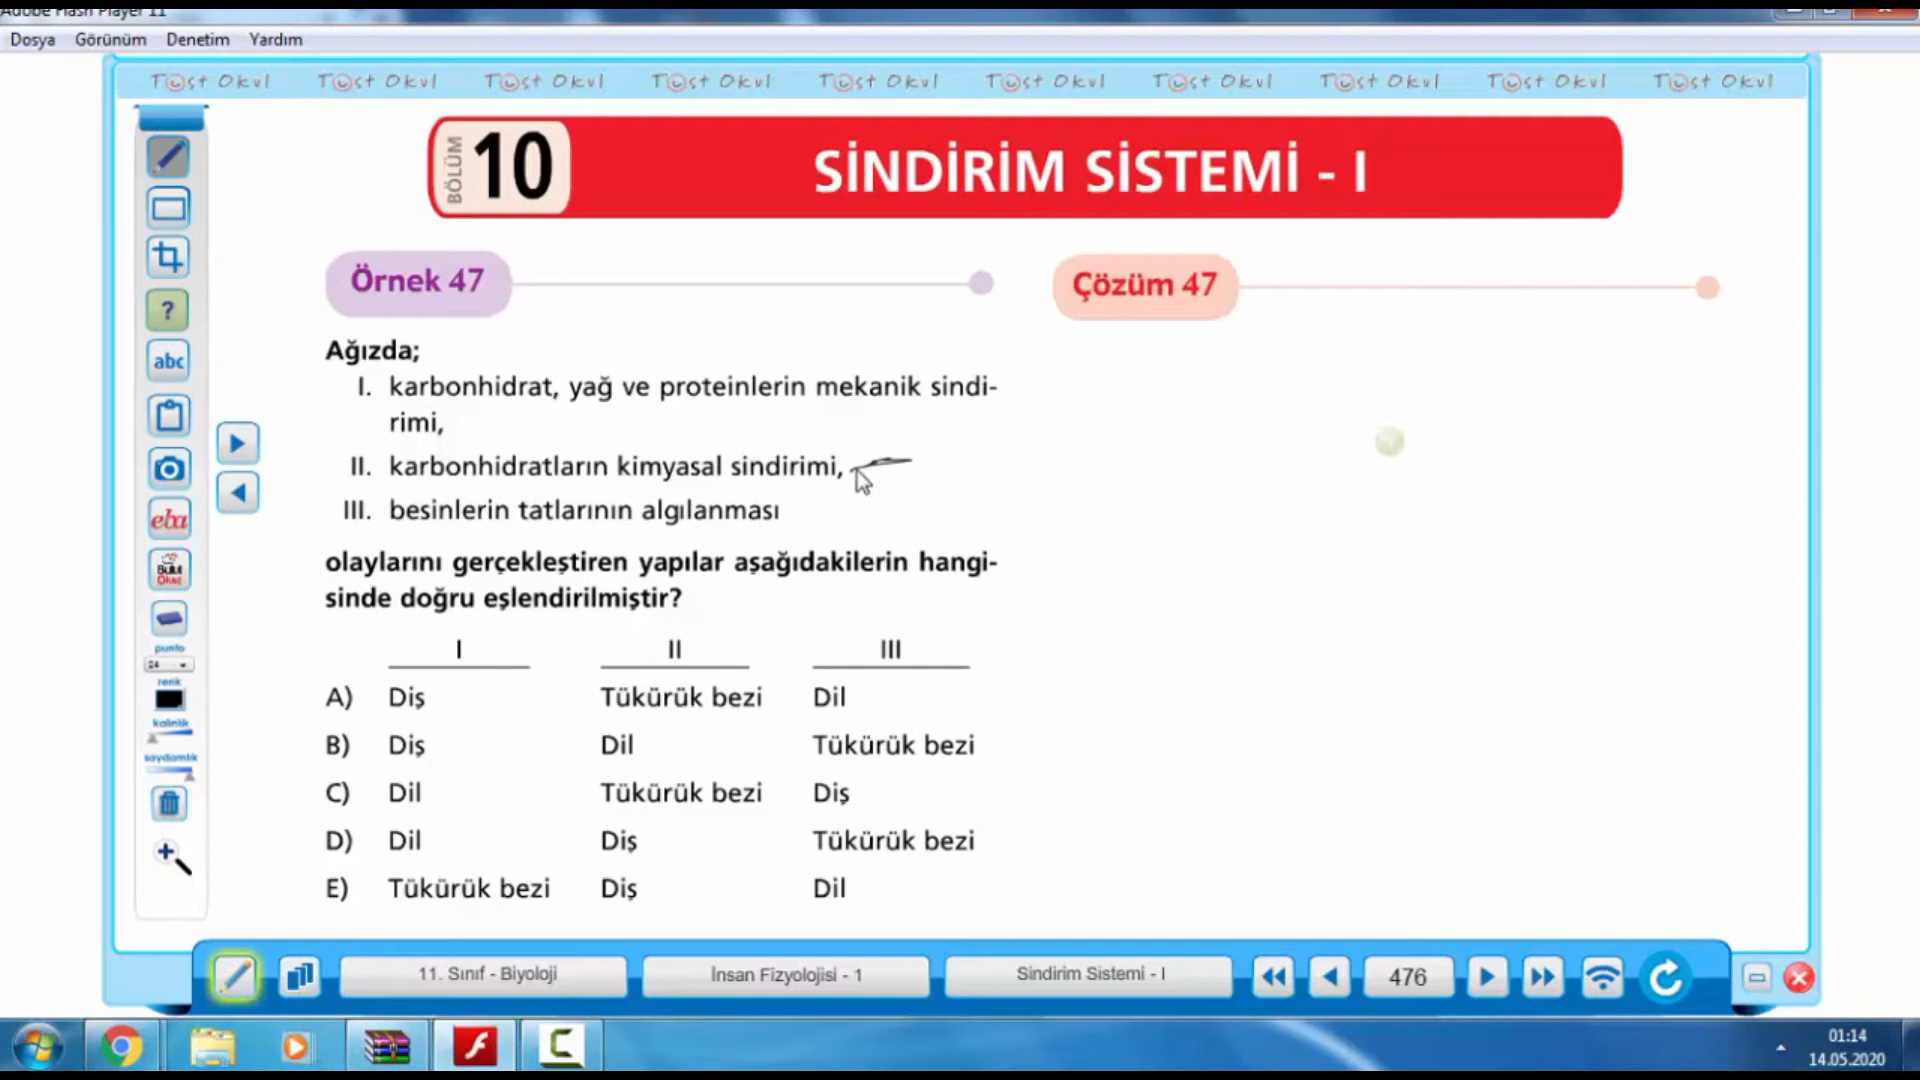 Adobe Flash Player 11
Dosya Görünüm Denetim Yardım
Test Okul Test Okul Test Okul Test Okul Test Okul Test Okul Test Okul Test Okul Test Okul Test Okul
BÖLÜM 10 SİNDİRİM SİSTEMİ - I
Örnek 47
Çözüm 47
Ağızda;
I. karbonhidrat, yağ ve proteinlerin mekanik sindi-
rimi,
II. karbonhidratların kimyasal sindirimi,
III. besinlerin tatlarının algılanması
olaylarını gerçekleştiren yapılar aşağıdakilerin hangi-
sinde doğru eşlendirilmiştir?
I II III
A) Diş Tükürük bezi Dil
B) Diş Dil Tükürük bezi
C) Dil Tükürük bezi Diş
D) Dil Diş Tükürük bezi
E) Tükürük bezi Diş Dil
?
abc
eba
Bulut
Okul
punto
24
renk
kalınlık
saydamlık
11. Sınıf - Biyoloji İnsan Fizyolojisi - 1 Sindirim Sistemi - I 476
01:14
14.05.2020